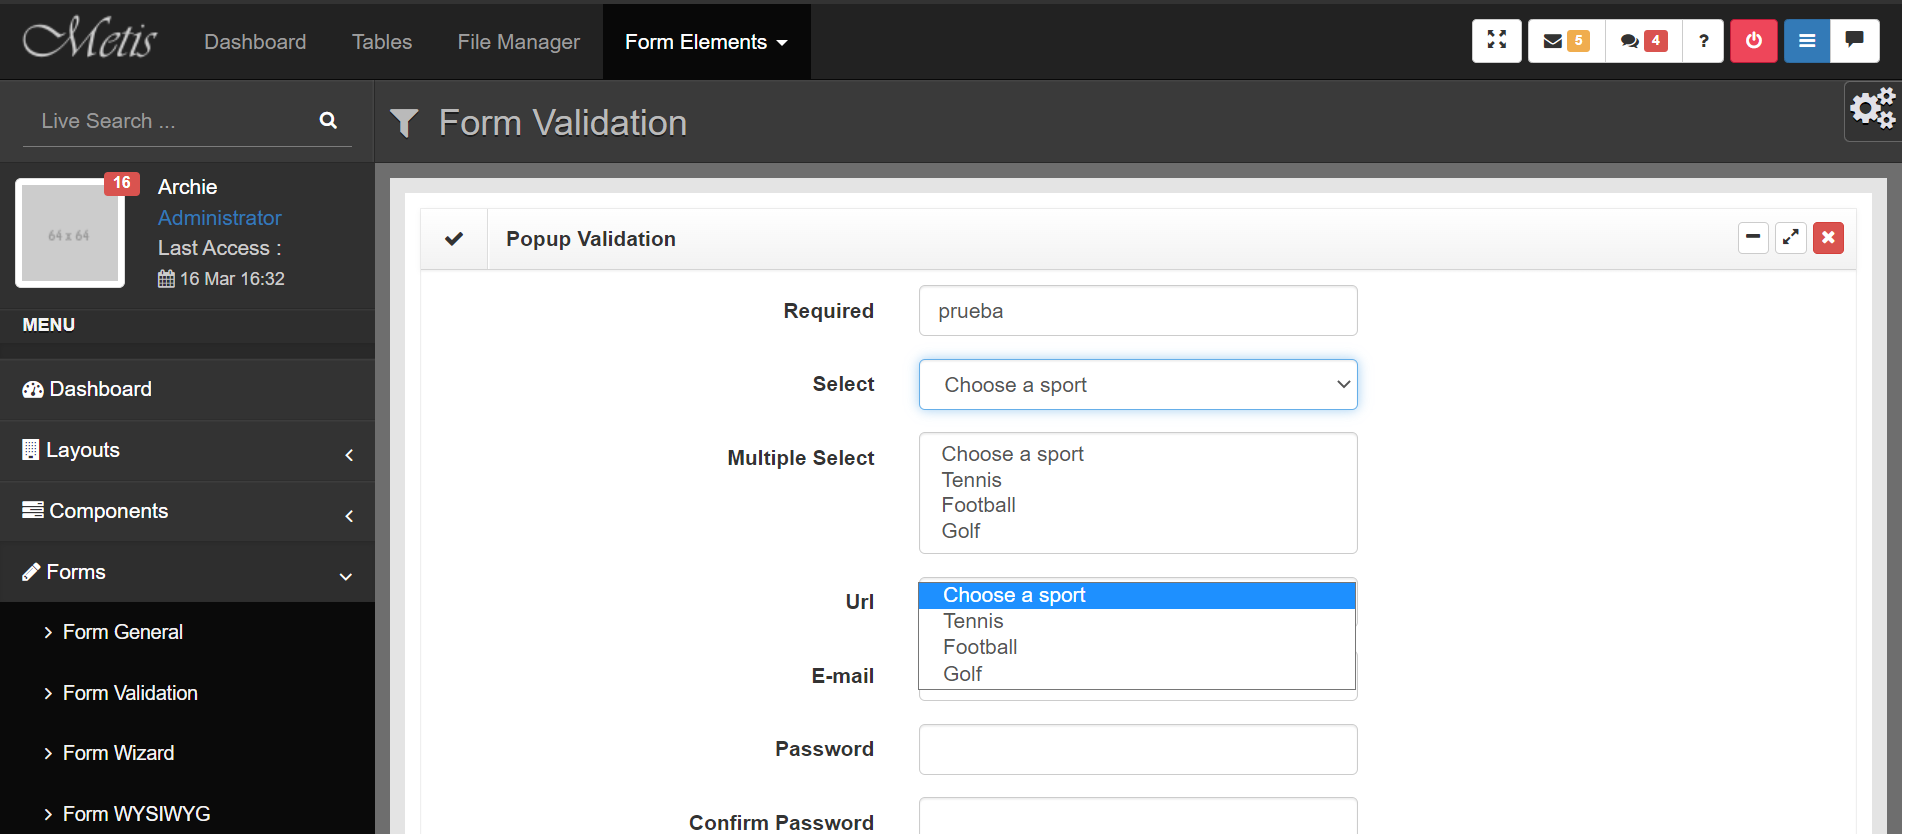 Metis
Dashboard
Tables
File Manager
Form Elements
5
4
?
Live Search ...
Form Validation
64 x 64
16
Archie
Administrator
Last Access :
16 Mar 16:32
MENU
Dashboard
Layouts
Components
Forms
Form General
Form Validation
Form Wizard
Form WYSIWYG
Popup Validation
Required
prueba
Select
Choose a sport
Multiple Select
Choose a sport
Tennis
Football
Golf
Url
Choose a sport
Tennis
Football
Golf
E-mail
Password
Confirm Password